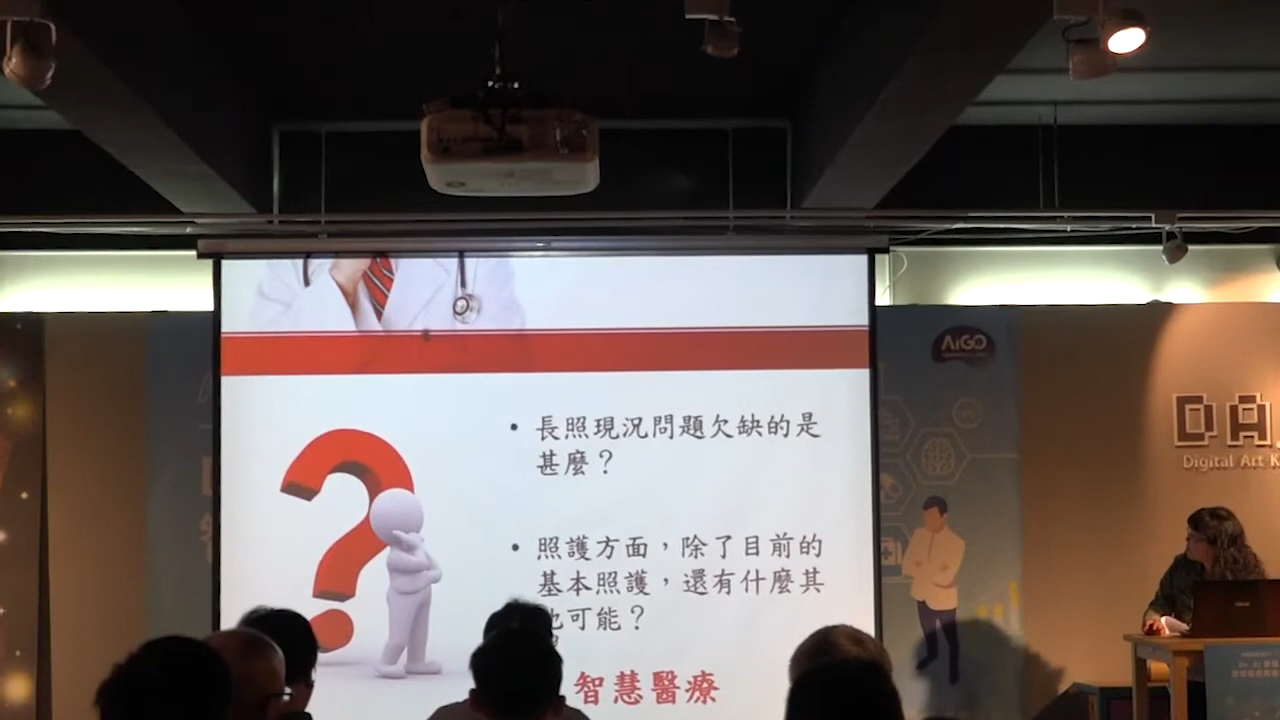 • 長照現況問題欠缺的是
甚麼？
• 照護方面，除了目前的
基本照護，還有什麼其
他可能？
智慧醫療
AiGO
DA
Digital Art K